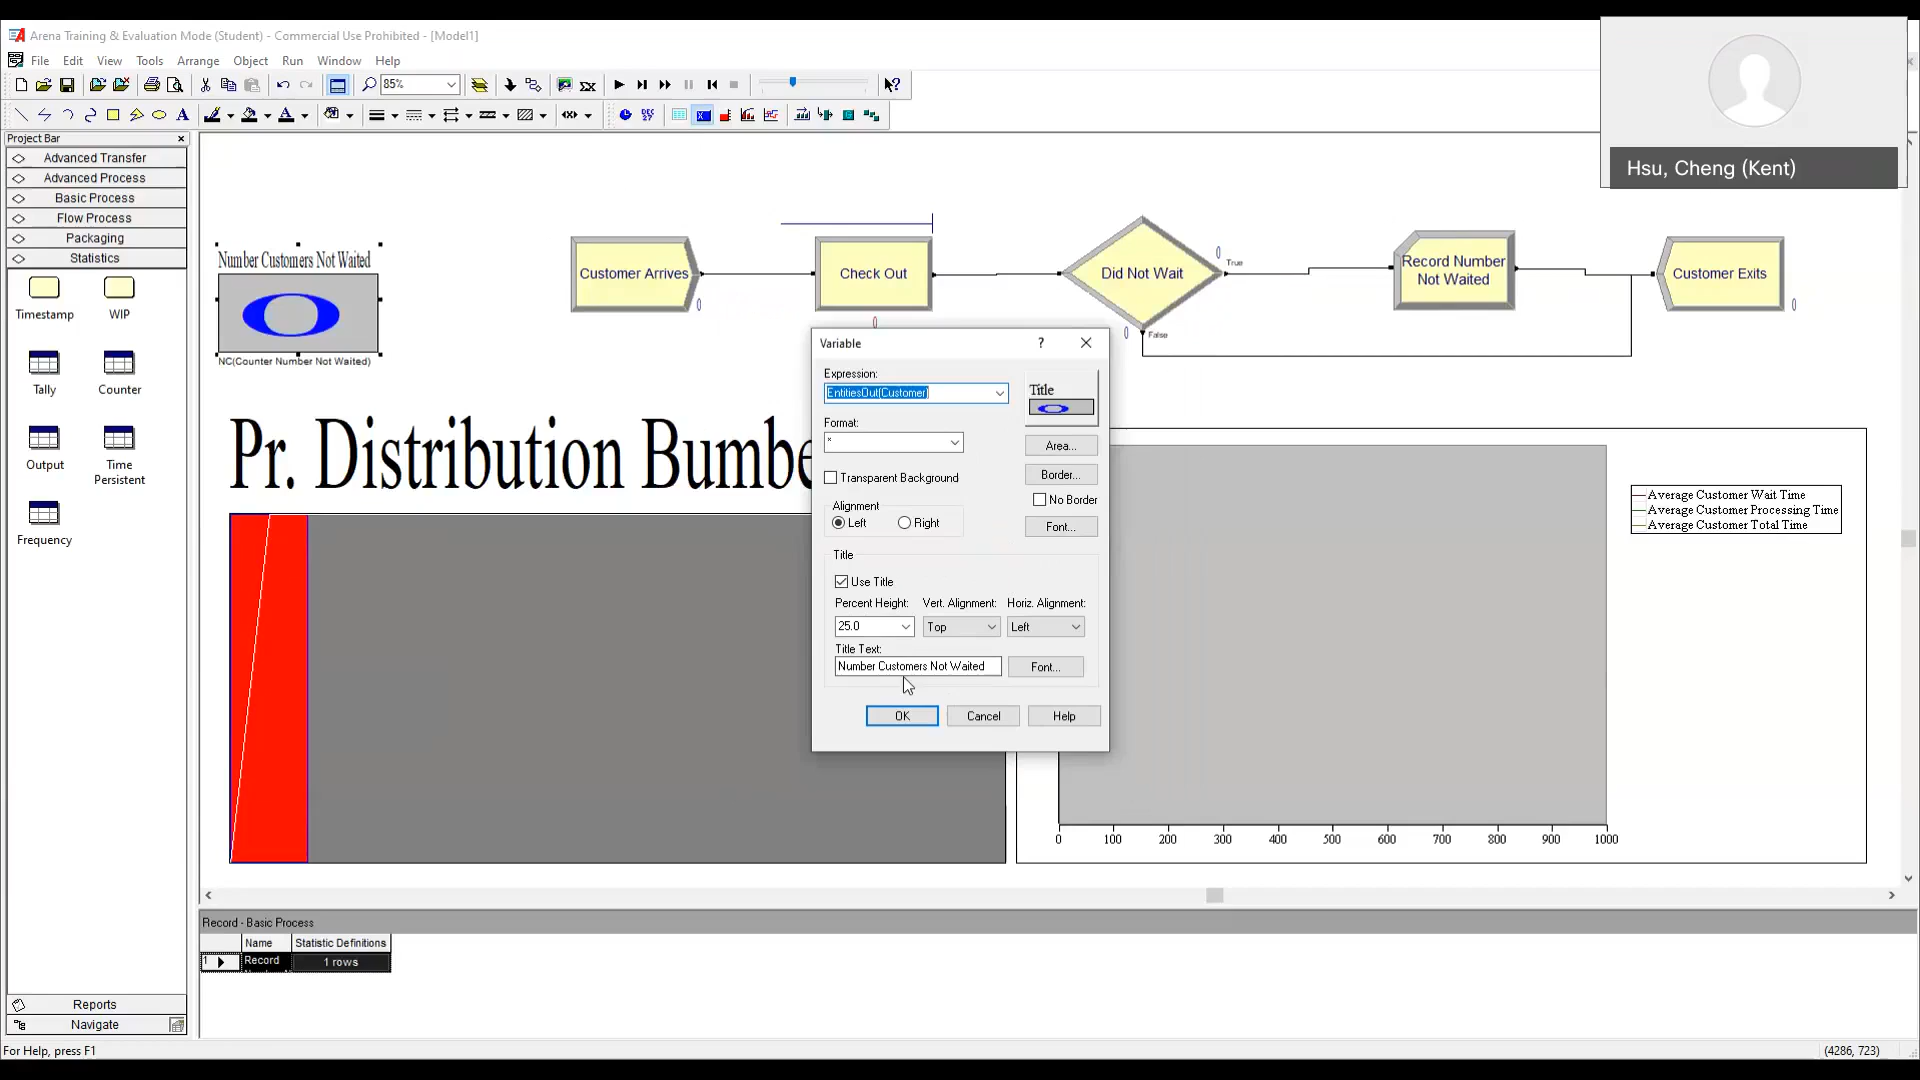 Arena Training & Evaluation Mode (Student) - Commercial Use Prohibited - [Model1]
File Edit View Tools Arrange Object Run Window Help
85%
Project Bar
Advanced Transfer
Advanced Process
Basic Process
Flow Process
Packaging
Statistics
Timestamp WIP
Tally Counter
Output Time Persistent
Frequency
Reports
Navigate
Hsu, Cheng (Kent)
Number Customers Not Waited
NC(Counter Number Not Waited)
Customer Arrives
0
Check Out
0
Did Not Wait
0
True
0
False
Record Number
Not Waited
Customer Exits
0
Pr. Distribution Bumbe
Variable
?
Expression:
EntitiesOut(Customer)
Title
Format:
*
Area...
Transparent Background
Border...
No Border
Alignment
Left Right
Font...
Title
Use Title
Percent Height: Vert. Alignment: Horiz. Alignment:
25.0 Top Left
Title Text:
Number Customers Not Waited Font...
OK Cancel Help
Average Customer Wait Time
Average Customer Processing Time
Average Customer Total Time
0 100 200 300 400 500 600 700 800 900 1000
Record - Basic Process
Name Statistic Definitions
1 Record 1 rows
For Help, press F1
(4286, 723)